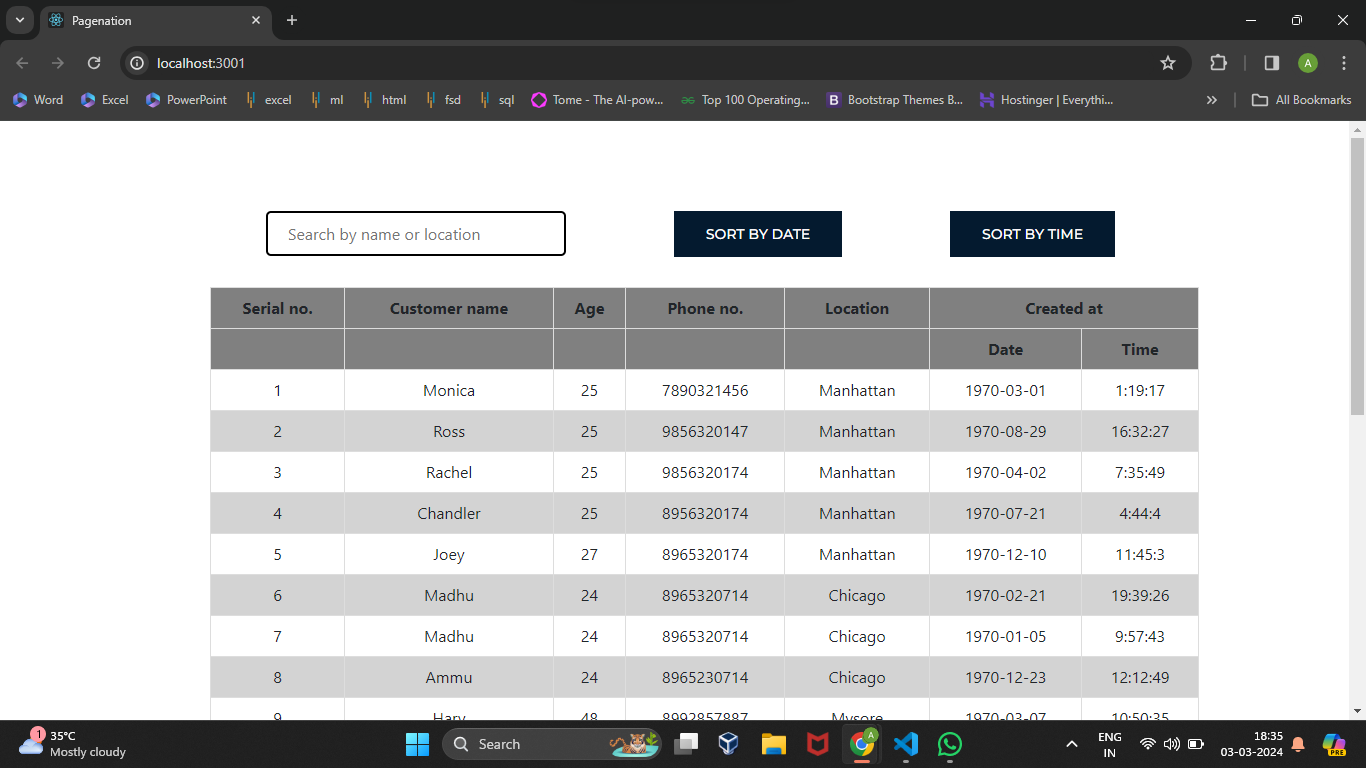 Pagenation
localhost:3001
A
Word Excel PowerPoint excel ml html fsd sql Tome - The AI-pow... Top 100 Operating... B Bootstrap Themes B... Hostinger | Everythi... » All Bookmarks
Search by name or location SORT BY DATE SORT BY TIME
Serial no. Customer name Age Phone no. Location Created at
Date Time
1 Monica 25 7890321456 Manhattan 1970-03-01 1:19:17
2 Ross 25 9856320147 Manhattan 1970-08-29 16:32:27
3 Rachel 25 9856320174 Manhattan 1970-04-02 7:35:49
4 Chandler 25 8956320174 Manhattan 1970-07-21 4:44:4
5 Joey 27 8965320174 Manhattan 1970-12-10 11:45:3
6 Madhu 24 8965320714 Chicago 1970-02-21 19:39:26
7 Madhu 24 8965320714 Chicago 1970-01-05 9:57:43
8 Ammu 24 8965230714 Chicago 1970-12-23 12:12:49
9 Hary 48 8992857887 Mysore 1970-03-07 10:50:35
1 35°C
Mostly cloudy
Search
A
ENG
IN
18:35
03-03-2024
PRE